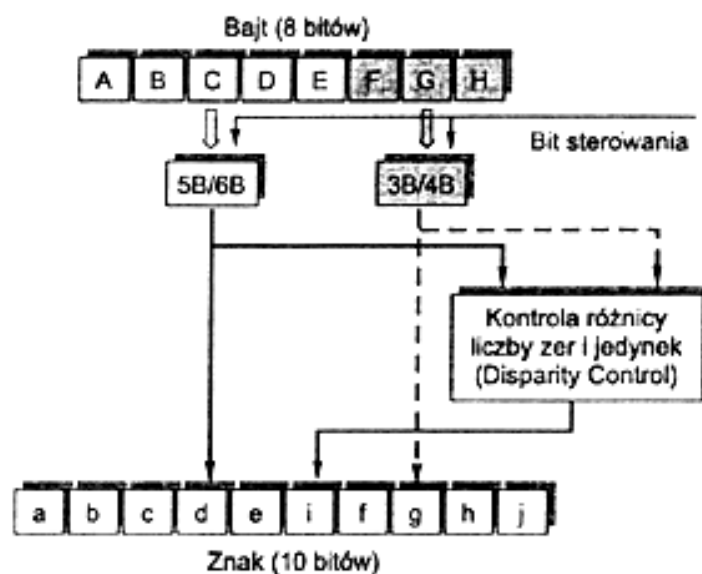 Bajt (8 bitów)
A B C D E F G H
Bit sterowania
5B/6B 3B/4B
Kontrola różnicy
liczby zer i jedynek
(Disparity Control)
a b c d e i f g h j
Znak (10 bitów)